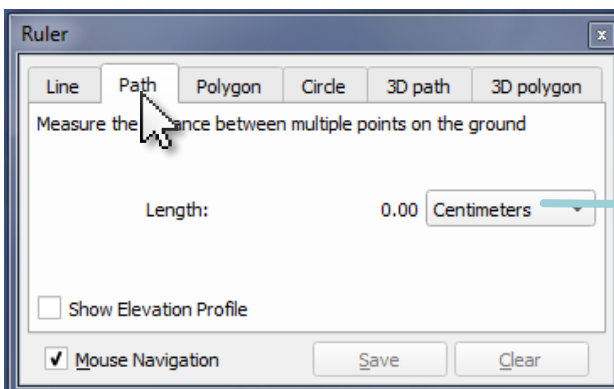 Ruler
Line Path Polygon Circle 3D path 3D polygon
Measure the ance between multiple points on the ground
Length: 0.00 Centimeters
Show Elevation Profile
Mouse Navigation Save Clear